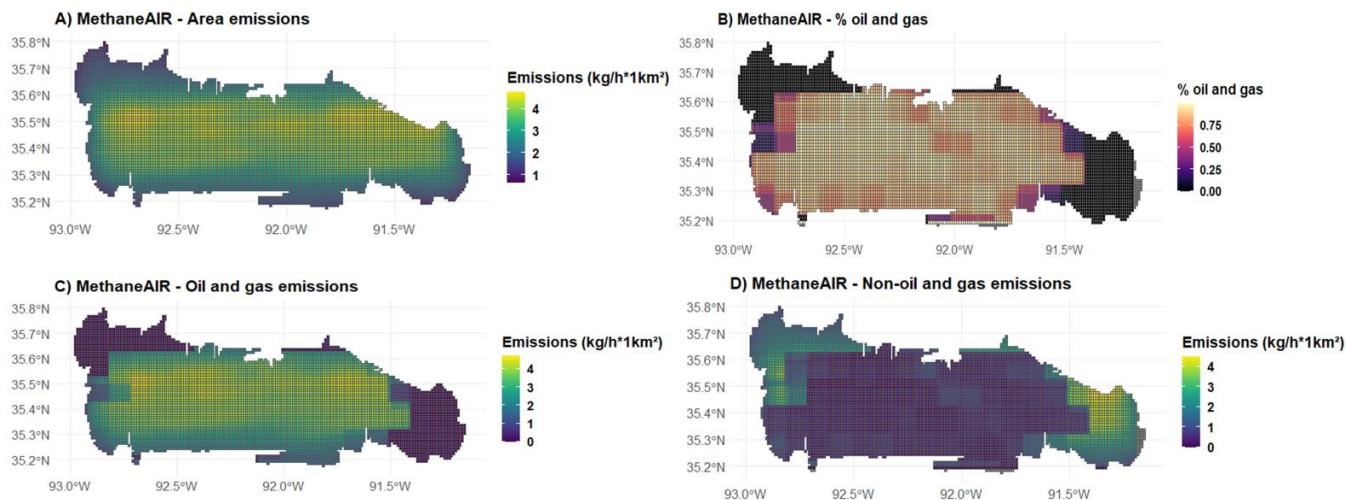 A) MethaneAIR - Area emissions
35.8°N
35.7°N
35.6°N
35.5°N
35.4°N
35.3°N
35.2°N
93.0°W
92.5°W
92.0°W
91.5°W
Emissions (kg/h*1km²)
4
3
2
1
B) MethaneAIR - % oil and gas
35.8°N
35.7°N
35.6°N
35.5°N
35.4°N
35.3°N
35.2°N
93.0°W
92.5°W
92.0°W
91.5°W
% oil and gas
0.75
0.50
0.25
0.00
C) MethaneAIR - Oil and gas emissions
35.8°N
35.7°N
35.6°N
35.5°N
35.4°N
35.3°N
35.2°N
93.0°W
92.5°W
92.0°W
91.5°W
Emissions (kg/h*1km²)
4
3
2
1
0
D) MethaneAIR - Non-oil and gas emissions
35.8°N
35.7°N
35.6°N
35.5°N
35.4°N
35.3°N
35.2°N
93.0°W
92.5°W
92.0°W
91.5°W
Emissions (kg/h*1km²)
4
3
2
1
0